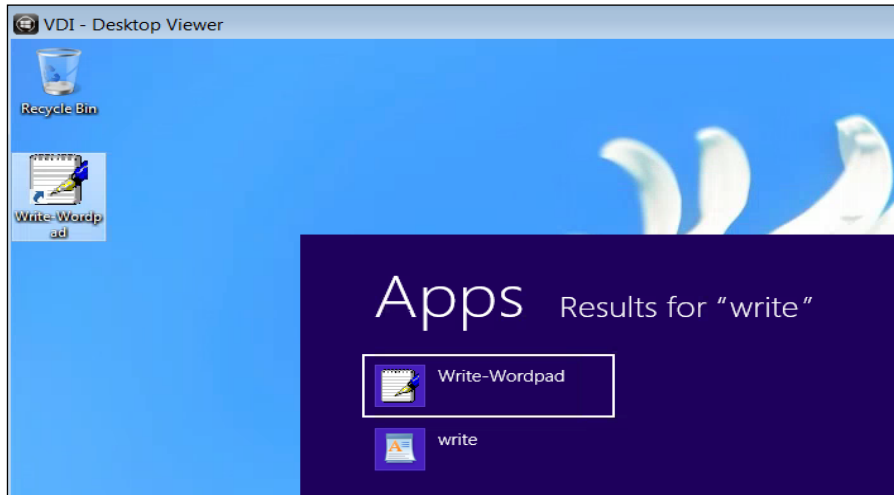 VDI - Desktop Viewer
Recycle Bin
Write-Wordp
ad
Apps Results for "write"
Write-Wordpad
write